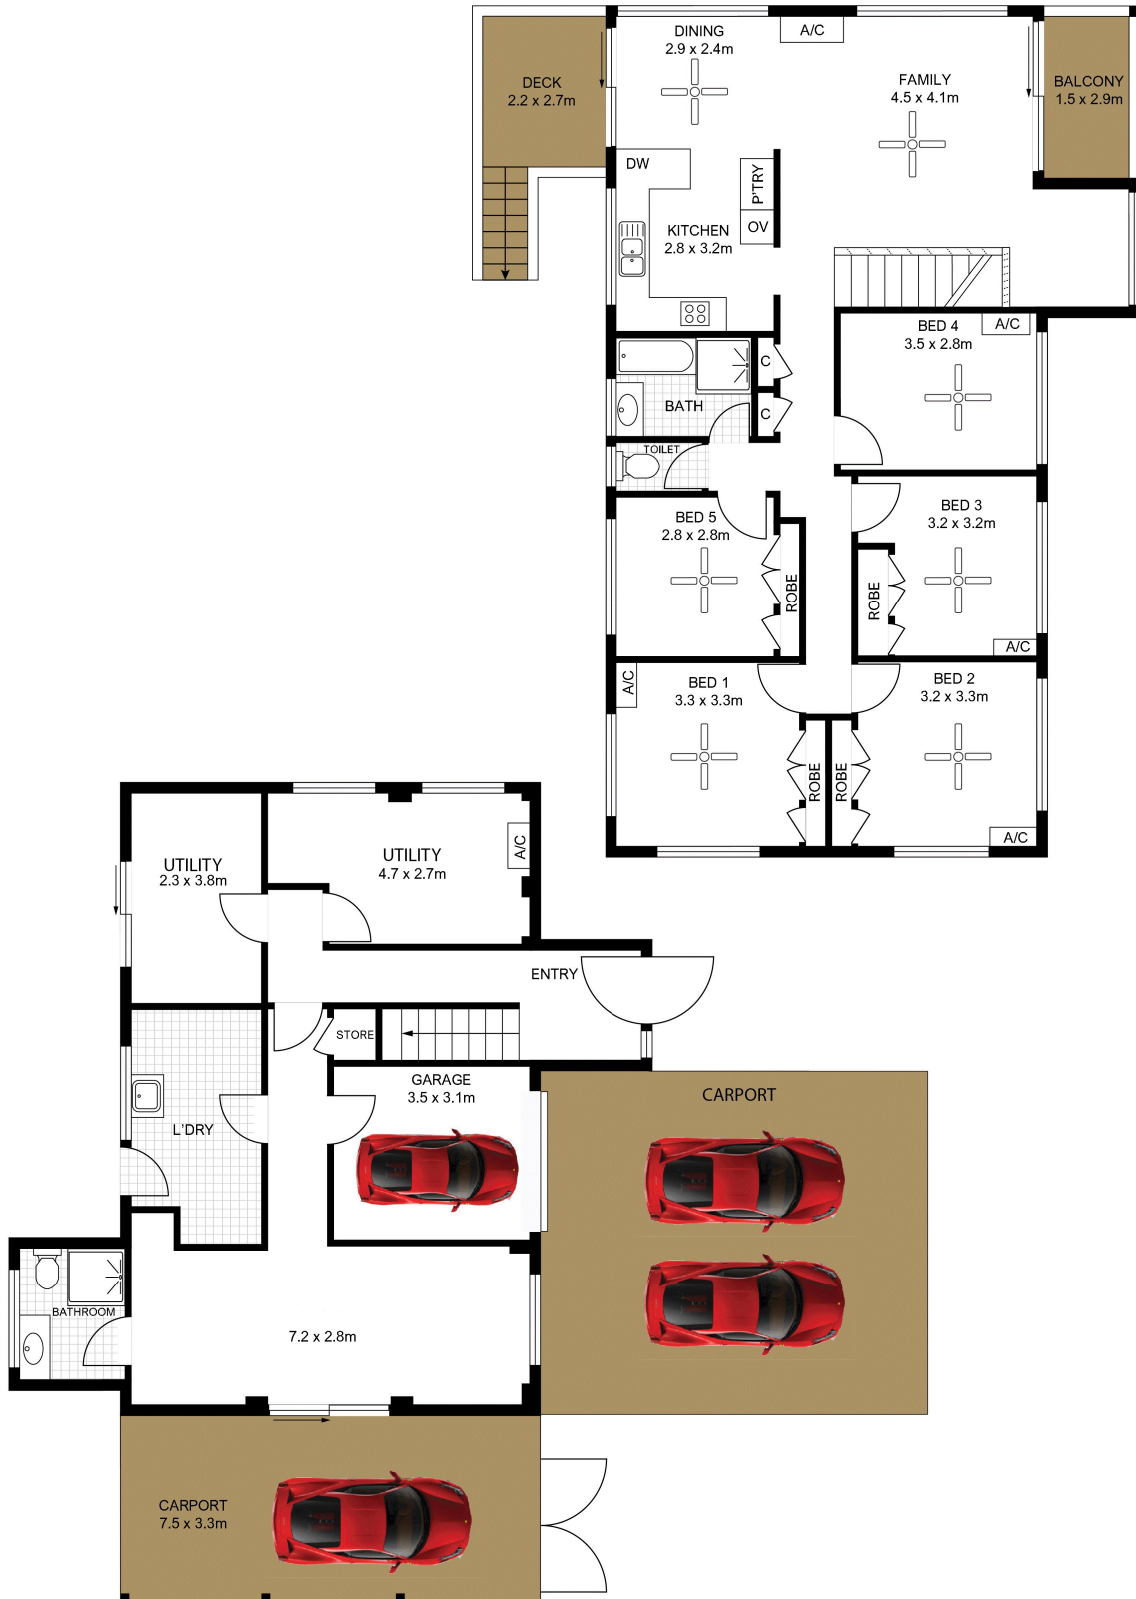 DINING
2.9 x 2.4m
A/C
DECK
2.2 x 2.7m
FAMILY
4.5 x 4.1m
BALCONY
1.5 x 2.9m
DW
P'TRY
OV
KITCHEN
2.8 x 3.2m
BED 4
3.5 x 2.8m
A/C
C
C
BATH
TOILET
BED 5
2.8 x 2.8m
ROBE
BED 3
3.2 x 3.2m
ROBE
A/C
A/C
BED 1
3.3 x 3.3m
ROBE
ROBE
BED 2
3.2 x 3.3m
A/C
UTILITY
2.3 x 3.8m
UTILITY
4.7 x 2.7m
A/C
ENTRY
STORE
GARAGE
3.5 x 3.1m
CARPORT
L'DRY
BATHROOM
7.2 x 2.8m
CARPORT
7.5 x 3.3m